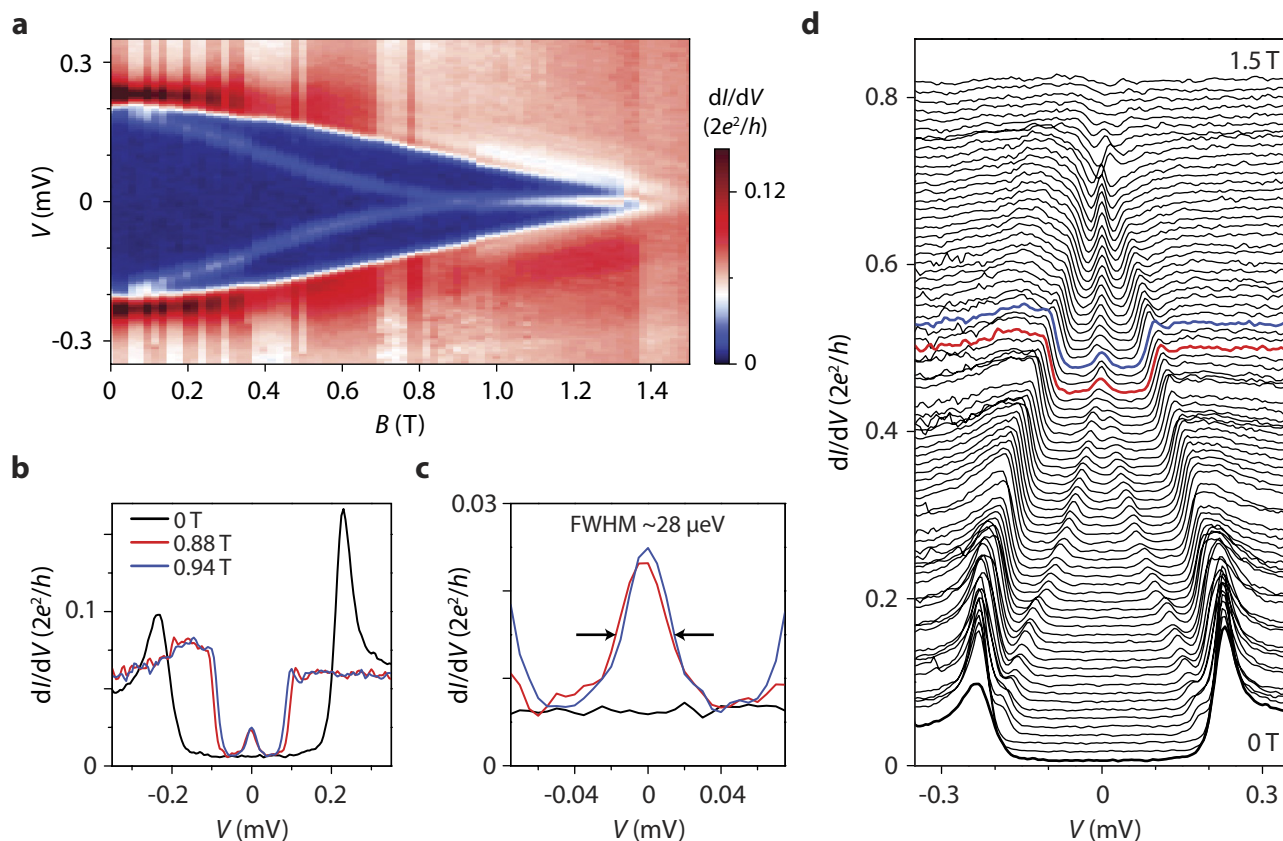 a
0.3
0
-0.3
V (mV)
0
0.2
0.4
0.6
0.8
1.0
1.2
1.4
B (T)
dI/dV
(2e²/h)
0.12
0
b
0 T
0.88 T
0.94 T
0.1
0
dI/dV (2e²/h)
-0.2
0
0.2
V (mV)
c
FWHM ~28 µeV
0.03
0
dI/dV (2e²/h)
-0.04
0
0.04
V (mV)
d
1.5 T
0.8
0.6
0.4
0.2
0
dI/dV (2e²/h)
0 T
-0.3
0
0.3
V (mV)